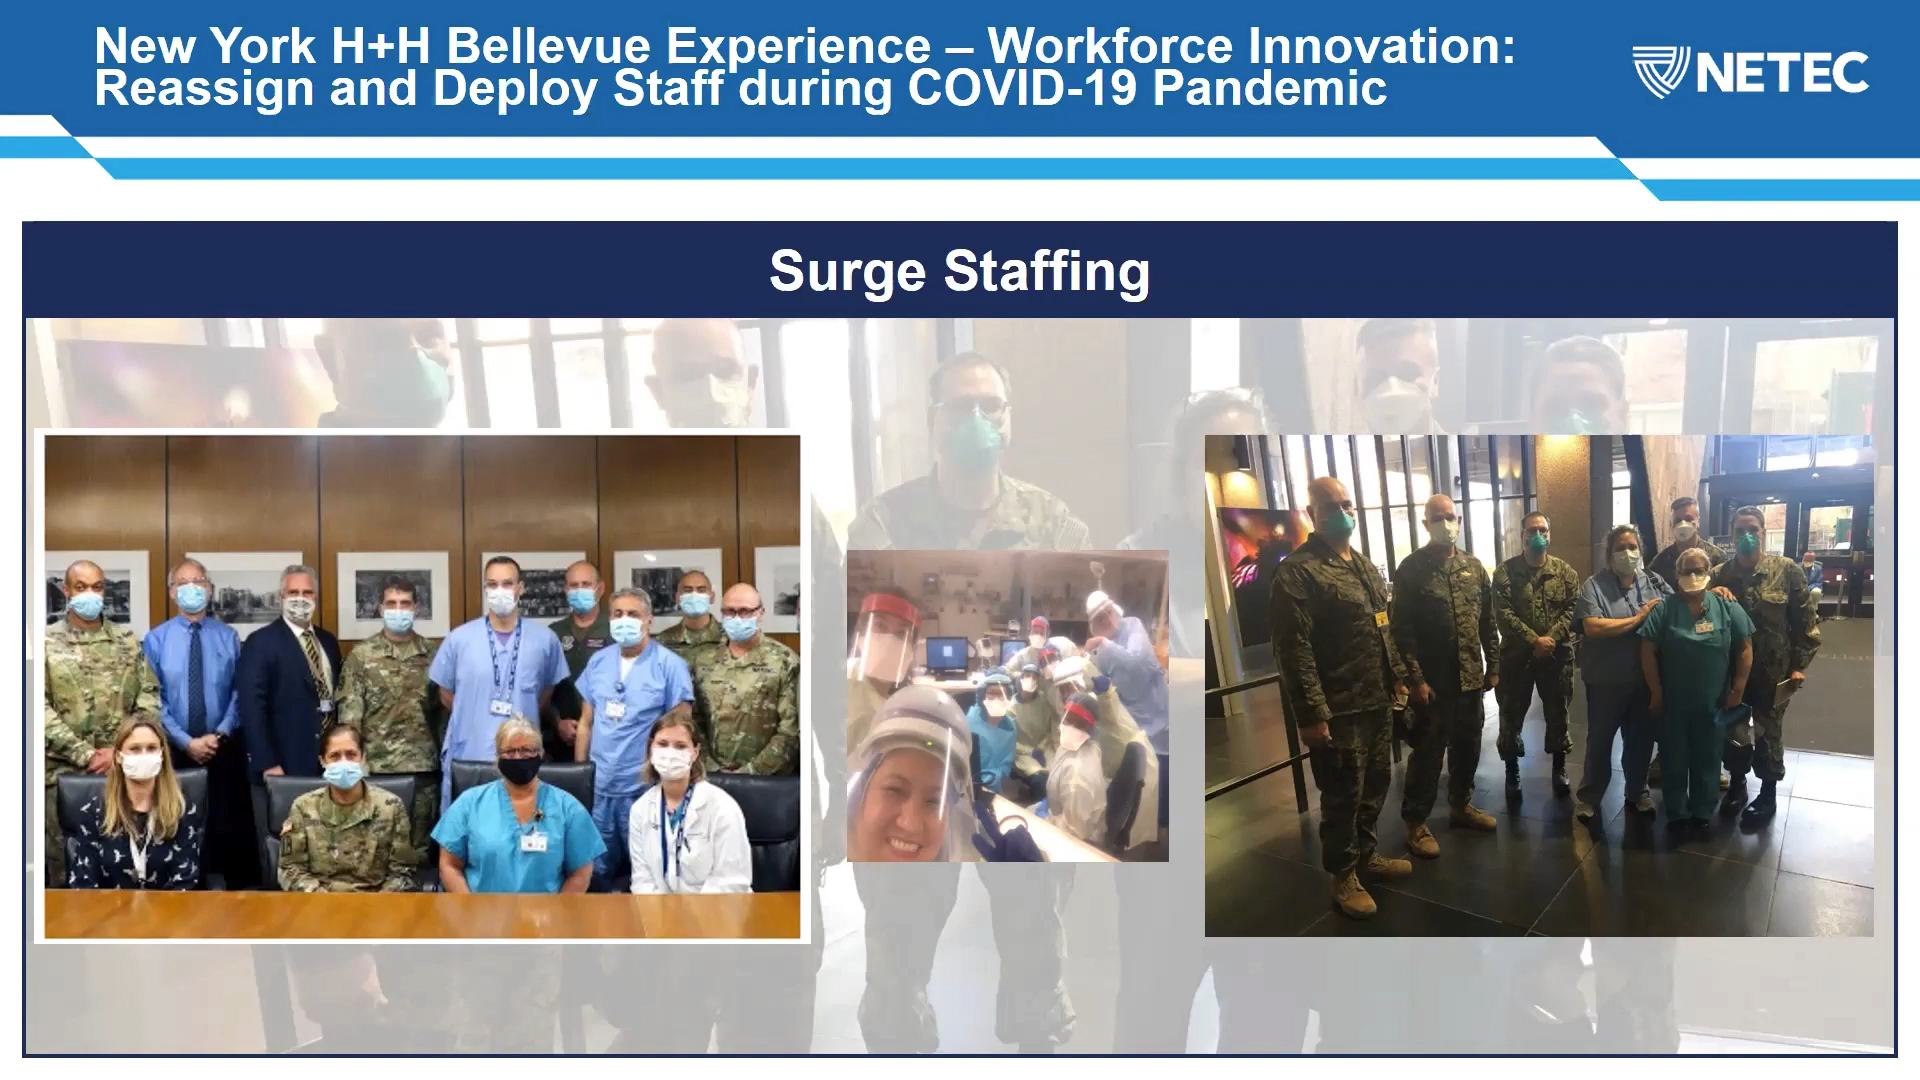 New York H+H Bellevue Experience – Workforce Innovation:
Reassign and Deploy Staff during COVID-19 Pandemic
NETEC
Surge Staffing